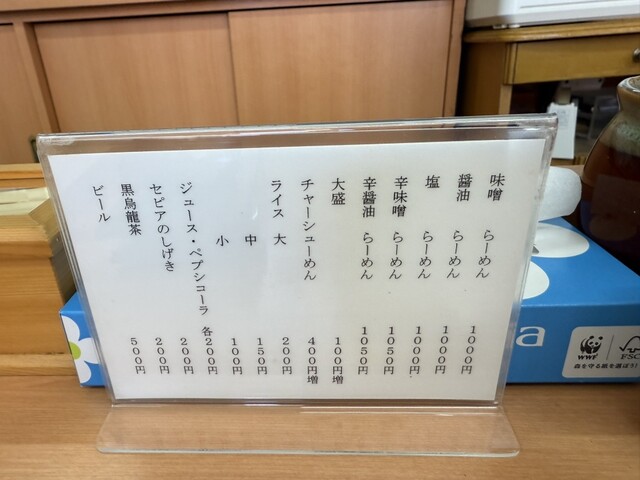 味噌 らーめん 1000円
醤油 らーめん 1000円
塩 らーめん 1000円
辛味噌 らーめん 1050円
辛醤油 らーめん 1050円
大盛 100円増
チャーシューめん 400円増
ライス 大 200円
中 150円
小 100円
ジュース・ペプシコーラ 各200円
セピアのしげき 200円
黒烏龍茶 200円
ビール 500円
a
WWF
FSC
森を守る紙を選ぼう!